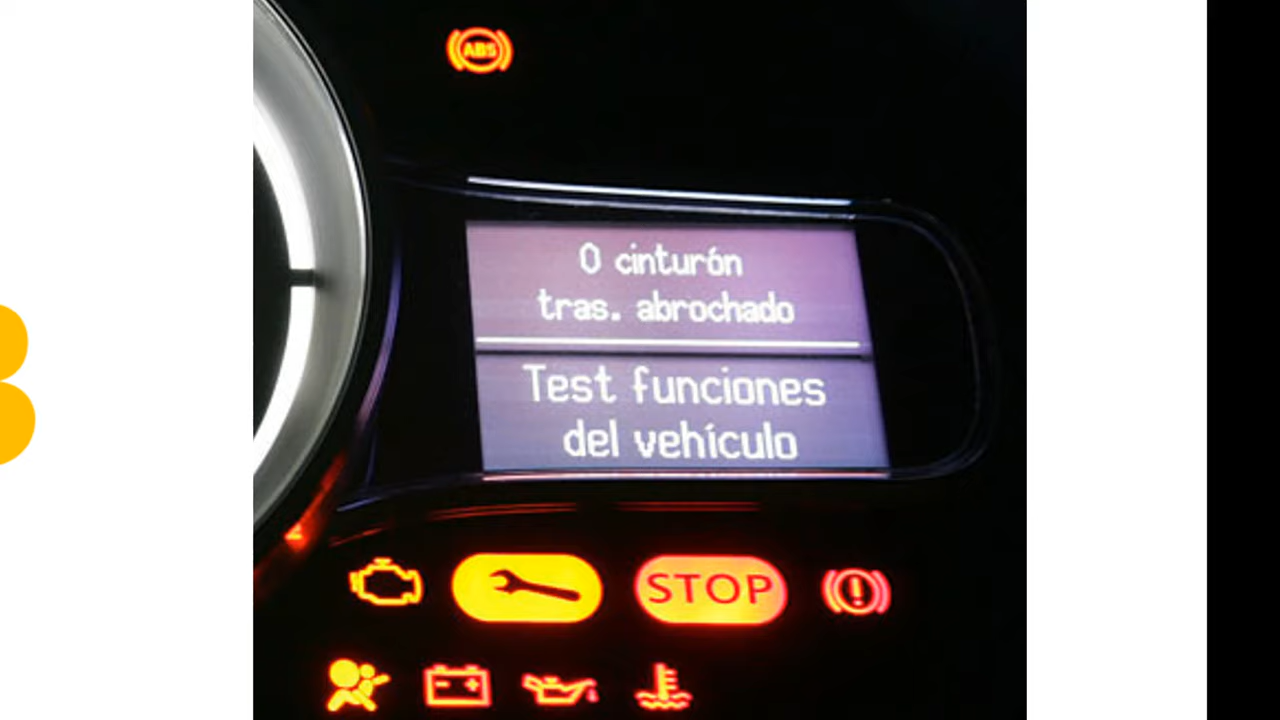 ABS
0 cinturón
tras. abrochado
Test funciones
del vehículo
STOP